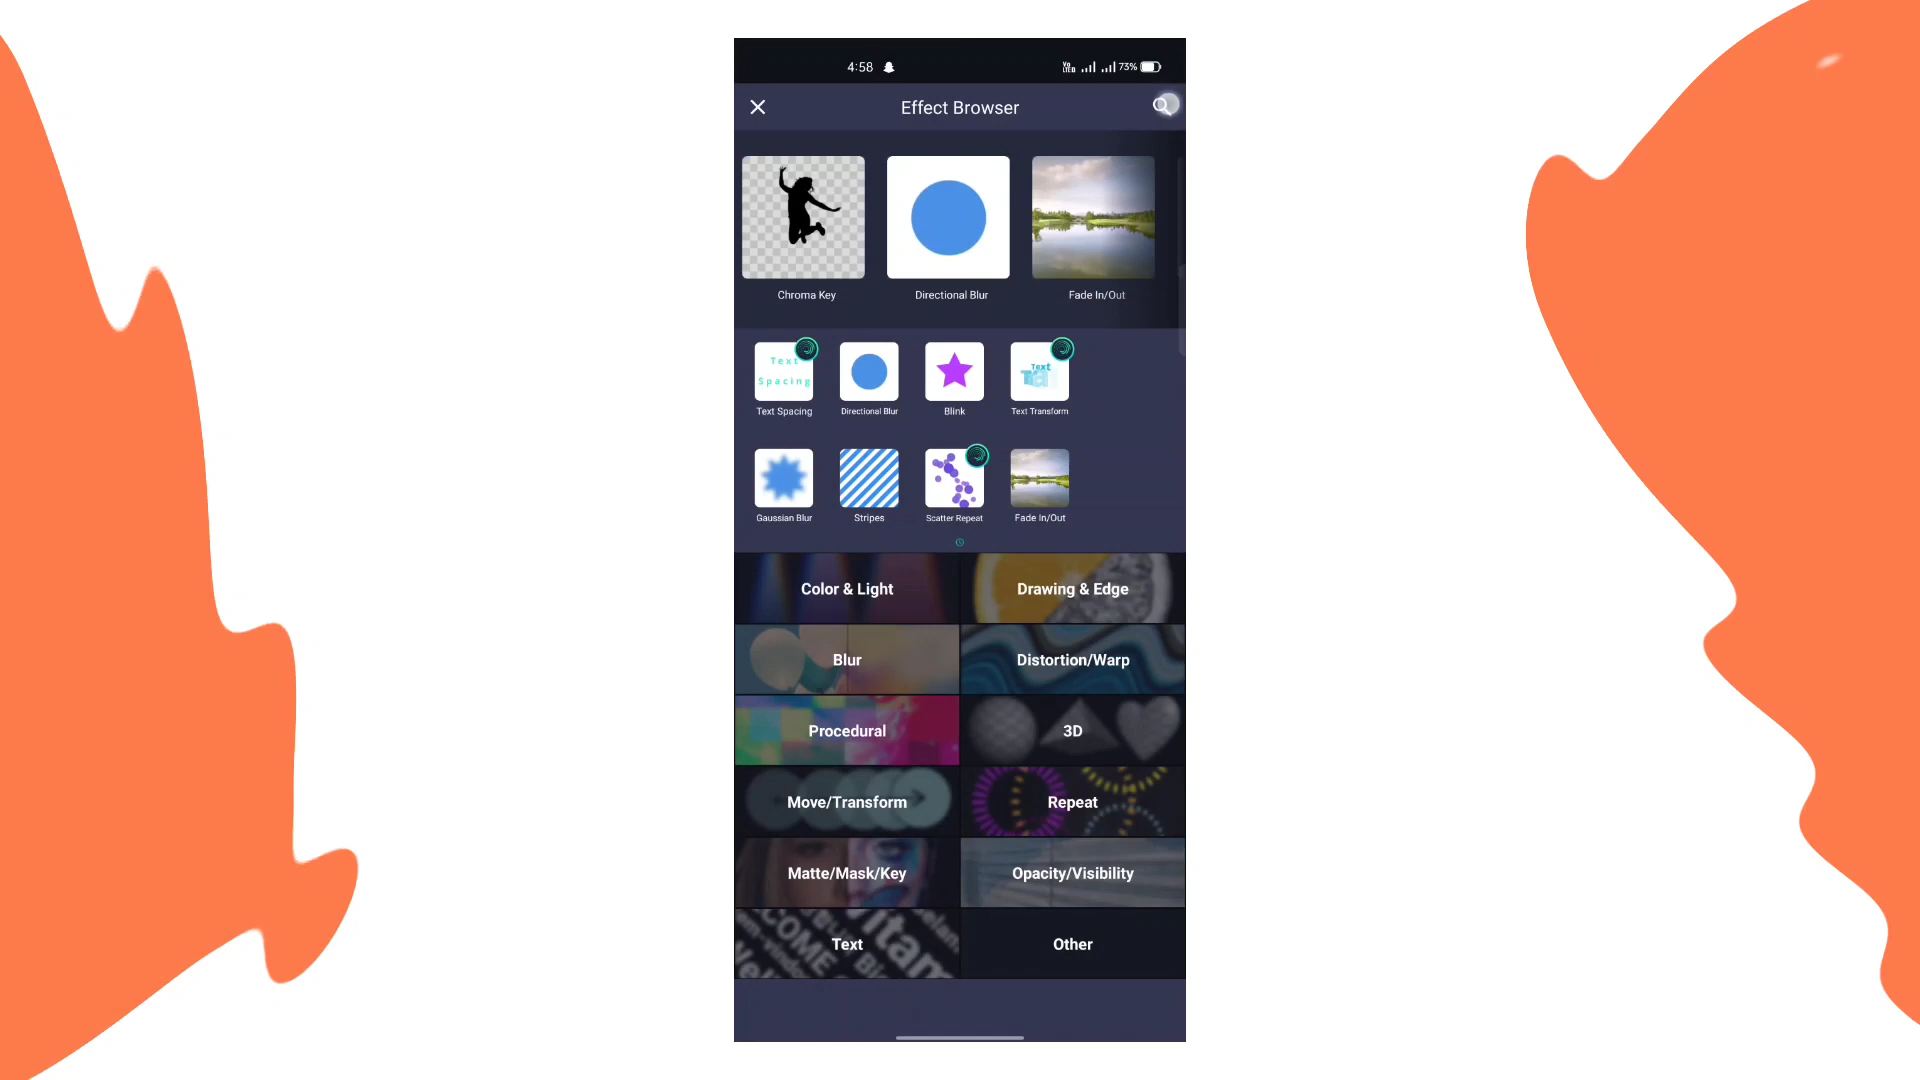 4:58
73%
Effect Browser
Chroma Key
Directional Blur
Fade In/Out
Text
Spacing
Text
Text Spacing
Directional Blur
Blink
Text Transform
Gaussian Blur
Stripes
Scatter Repeat
Fade In/Out
Color & Light
Drawing & Edge
Blur
Distortion/Warp
Procedural
3D
Move/Transform
Repeat
Matte/Mask/Key
Opacity/Visibility
Text
Other